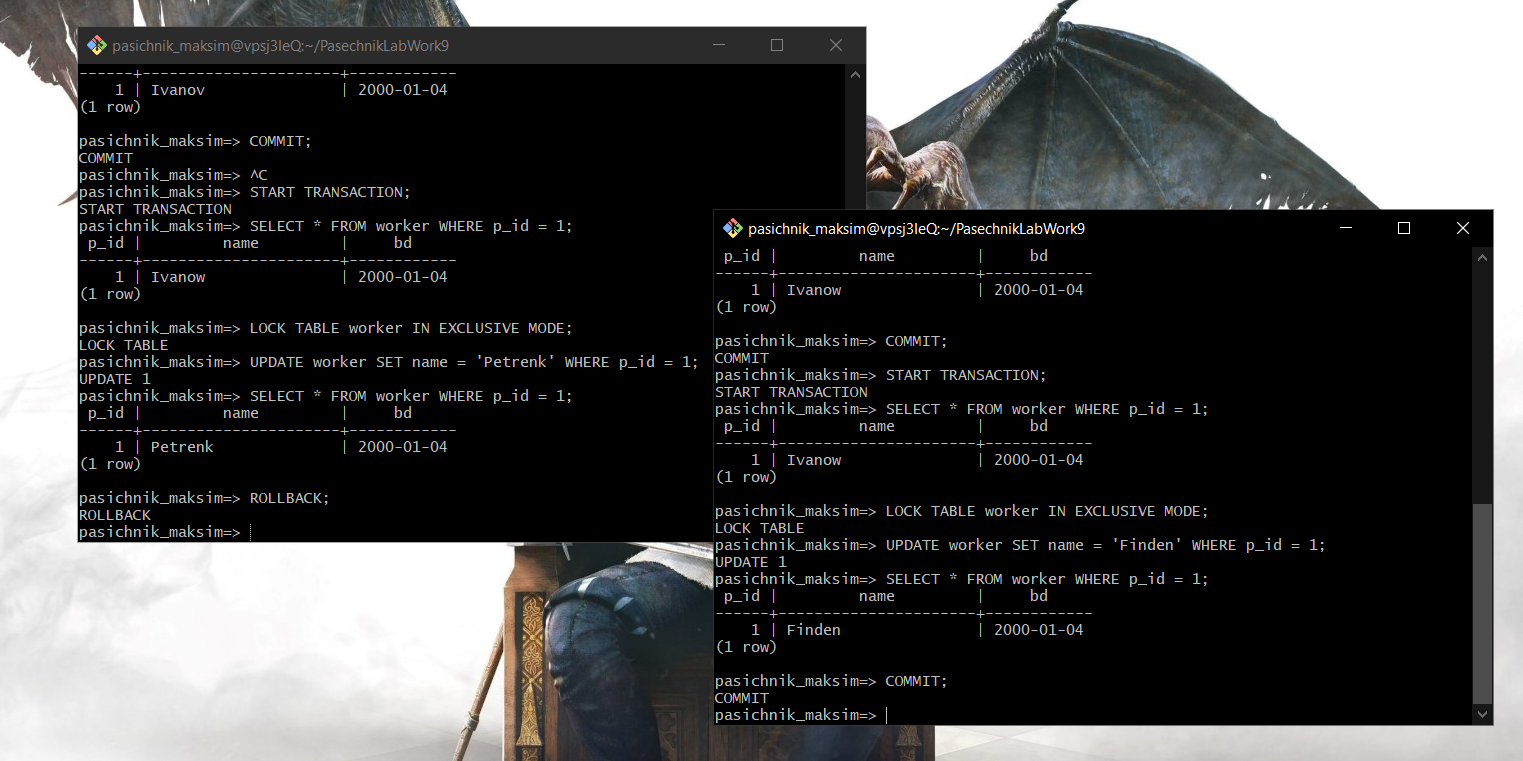 pasichnik_maksim@vpsj3IeQ:~/PasechnikLabWork9
------+----------------------+------------
    1 | Ivanov               | 2000-01-04
(1 row)

pasichnik_maksim=> COMMIT;
COMMIT
pasichnik_maksim=> ^C
pasichnik_maksim=> START TRANSACTION;
START TRANSACTION
pasichnik_maksim=> SELECT * FROM worker WHERE p_id = 1;
 p_id |         name         |     bd
------+----------------------+------------
    1 | Ivanow               | 2000-01-04
(1 row)

pasichnik_maksim=> LOCK TABLE worker IN EXCLUSIVE MODE;
LOCK TABLE
pasichnik_maksim=> UPDATE worker SET name = 'Petrenk' WHERE p_id = 1;
UPDATE 1
pasichnik_maksim=> SELECT * FROM worker WHERE p_id = 1;
 p_id |         name         |     bd
------+----------------------+------------
    1 | Petrenk              | 2000-01-04
(1 row)

pasichnik_maksim=> ROLLBACK;
ROLLBACK
pasichnik_maksim=>
pasichnik_maksim@vpsj3IeQ:~/PasechnikLabWork9
 p_id |         name         |     bd
------+----------------------+------------
    1 | Ivanow               | 2000-01-04
(1 row)

pasichnik_maksim=> COMMIT;
COMMIT
pasichnik_maksim=> START TRANSACTION;
START TRANSACTION
pasichnik_maksim=> SELECT * FROM worker WHERE p_id = 1;
 p_id |         name         |     bd
------+----------------------+------------
    1 | Ivanow               | 2000-01-04
(1 row)

pasichnik_maksim=> LOCK TABLE worker IN EXCLUSIVE MODE;
LOCK TABLE
pasichnik_maksim=> UPDATE worker SET name = 'Finden' WHERE p_id = 1;
UPDATE 1
pasichnik_maksim=> SELECT * FROM worker WHERE p_id = 1;
 p_id |         name         |     bd
------+----------------------+------------
    1 | Finden               | 2000-01-04
(1 row)

pasichnik_maksim=> COMMIT;
COMMIT
pasichnik_maksim=>